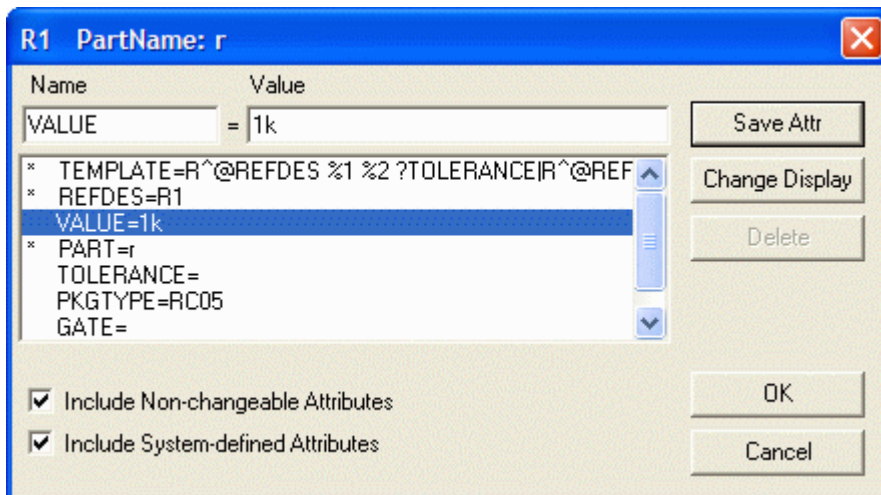 R1 PartName: r
Name Value
VALUE = 1k
Save Attr
* TEMPLATE=R^@REFDES %1 %2 ?TOLERANCE|R^@REF
* REFDES=R1
VALUE=1k
* PART=r
TOLERANCE=
PKGTYPE=RC05
GATE=
Change Display
Delete
Include Non-changeable Attributes
Include System-defined Attributes
OK
Cancel